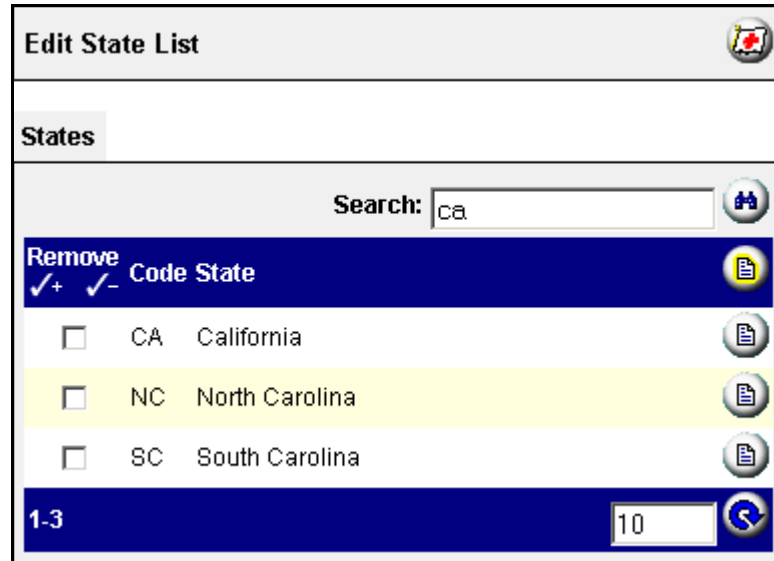 Edit State List
States
Search: ca
Remove
✓+ ✓- Code State
CA California
NC North Carolina
SC South Carolina
1-3 10